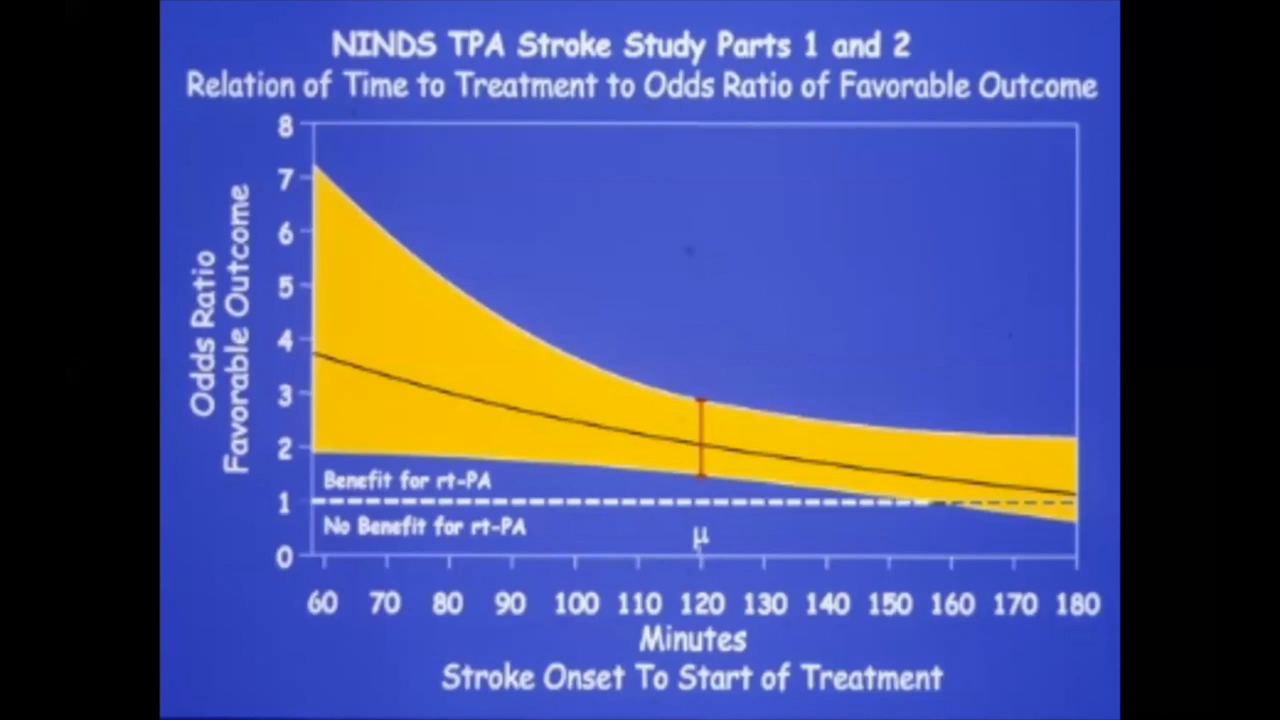 NINDS TPA Stroke Study Parts 1 and 2
Relation of Time to Treatment to Odds Ratio of Favorable Outcome
Odds Ratio
Favorable Outcome
8
7
6
5
4
3
2
1
0
Benefit for rt-PA
No Benefit for rt-PA
μ
60 70 80 90 100 110 120 130 140 150 160 170 180
Minutes
Stroke Onset To Start of Treatment